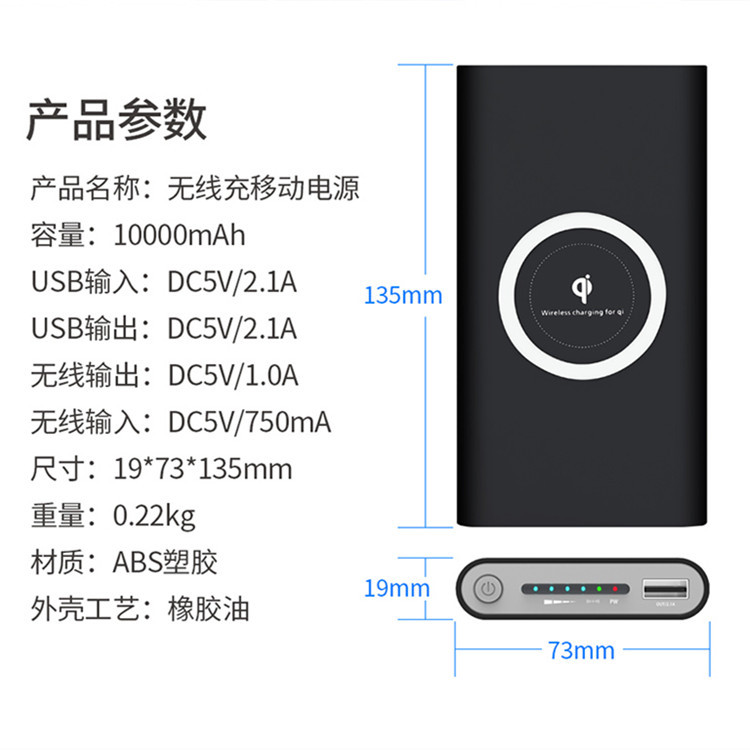 产品参数
产品名称：无线充移动电源
容量：10000mAh
USB输入：DC5V/2.1A
USB输出：DC5V/2.1A
无线输出：DC5V/1.0A
无线输入：DC5V/750mA
尺寸：19*73*135mm
重量：0.22kg
材质：ABS塑胶
外壳工艺：橡胶油
135mm
qi
Wireless charging for qi
19mm
PW
73mm